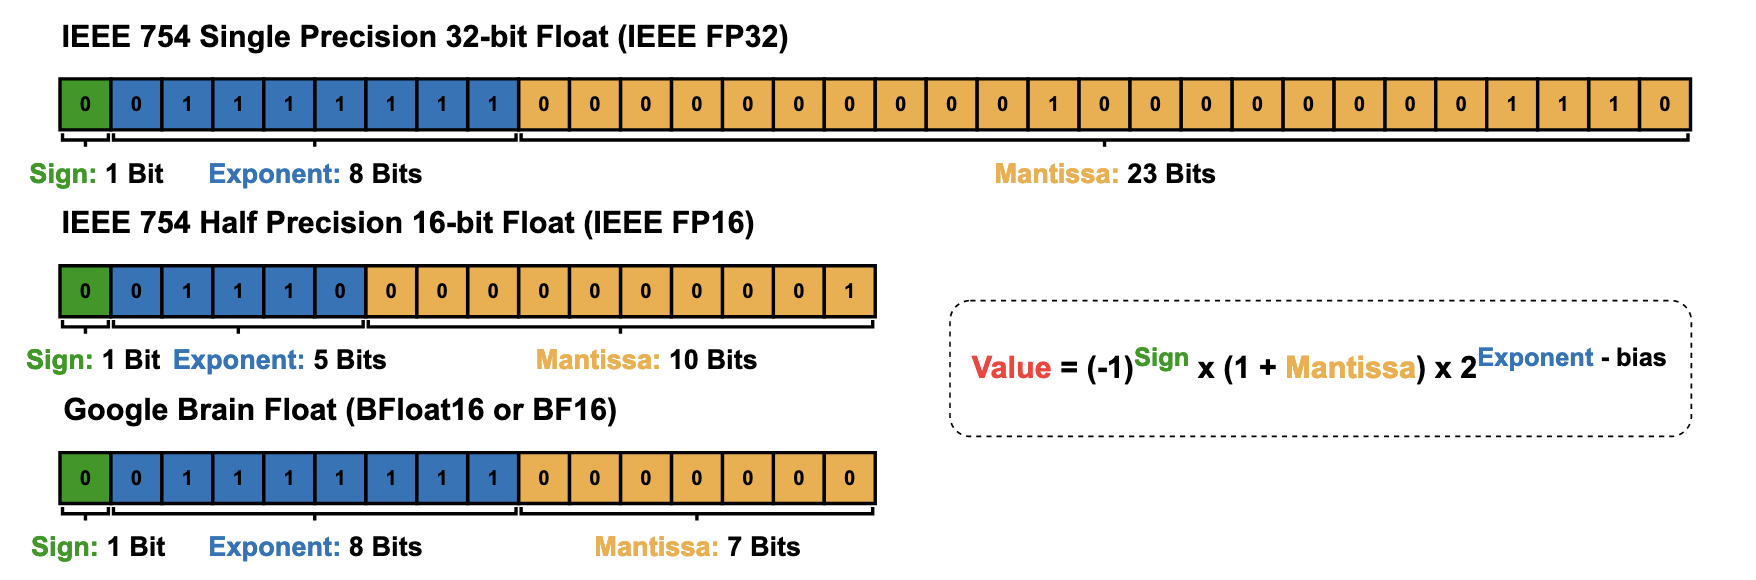 IEEE 754 Single Precision 32-bit Float (IEEE FP32)
0 0 1 1 1 1 1 1 1 0 0 0 0 0 0 0 0 0 0 1 0 0 0 0 0 0 0 0 1 1 1 0
Sign: 1 Bit Exponent: 8 Bits Mantissa: 23 Bits
IEEE 754 Half Precision 16-bit Float (IEEE FP16)
0 0 1 1 1 0 0 0 0 0 0 0 0 0 0 1
Sign: 1 Bit Exponent: 5 Bits Mantissa: 10 Bits
Value = (-1)^Sign x (1 + Mantissa) x 2^Exponent - bias
Google Brain Float (BFloat16 or BF16)
0 0 1 1 1 1 1 1 1 0 0 0 0 0 0 0
Sign: 1 Bit Exponent: 8 Bits Mantissa: 7 Bits